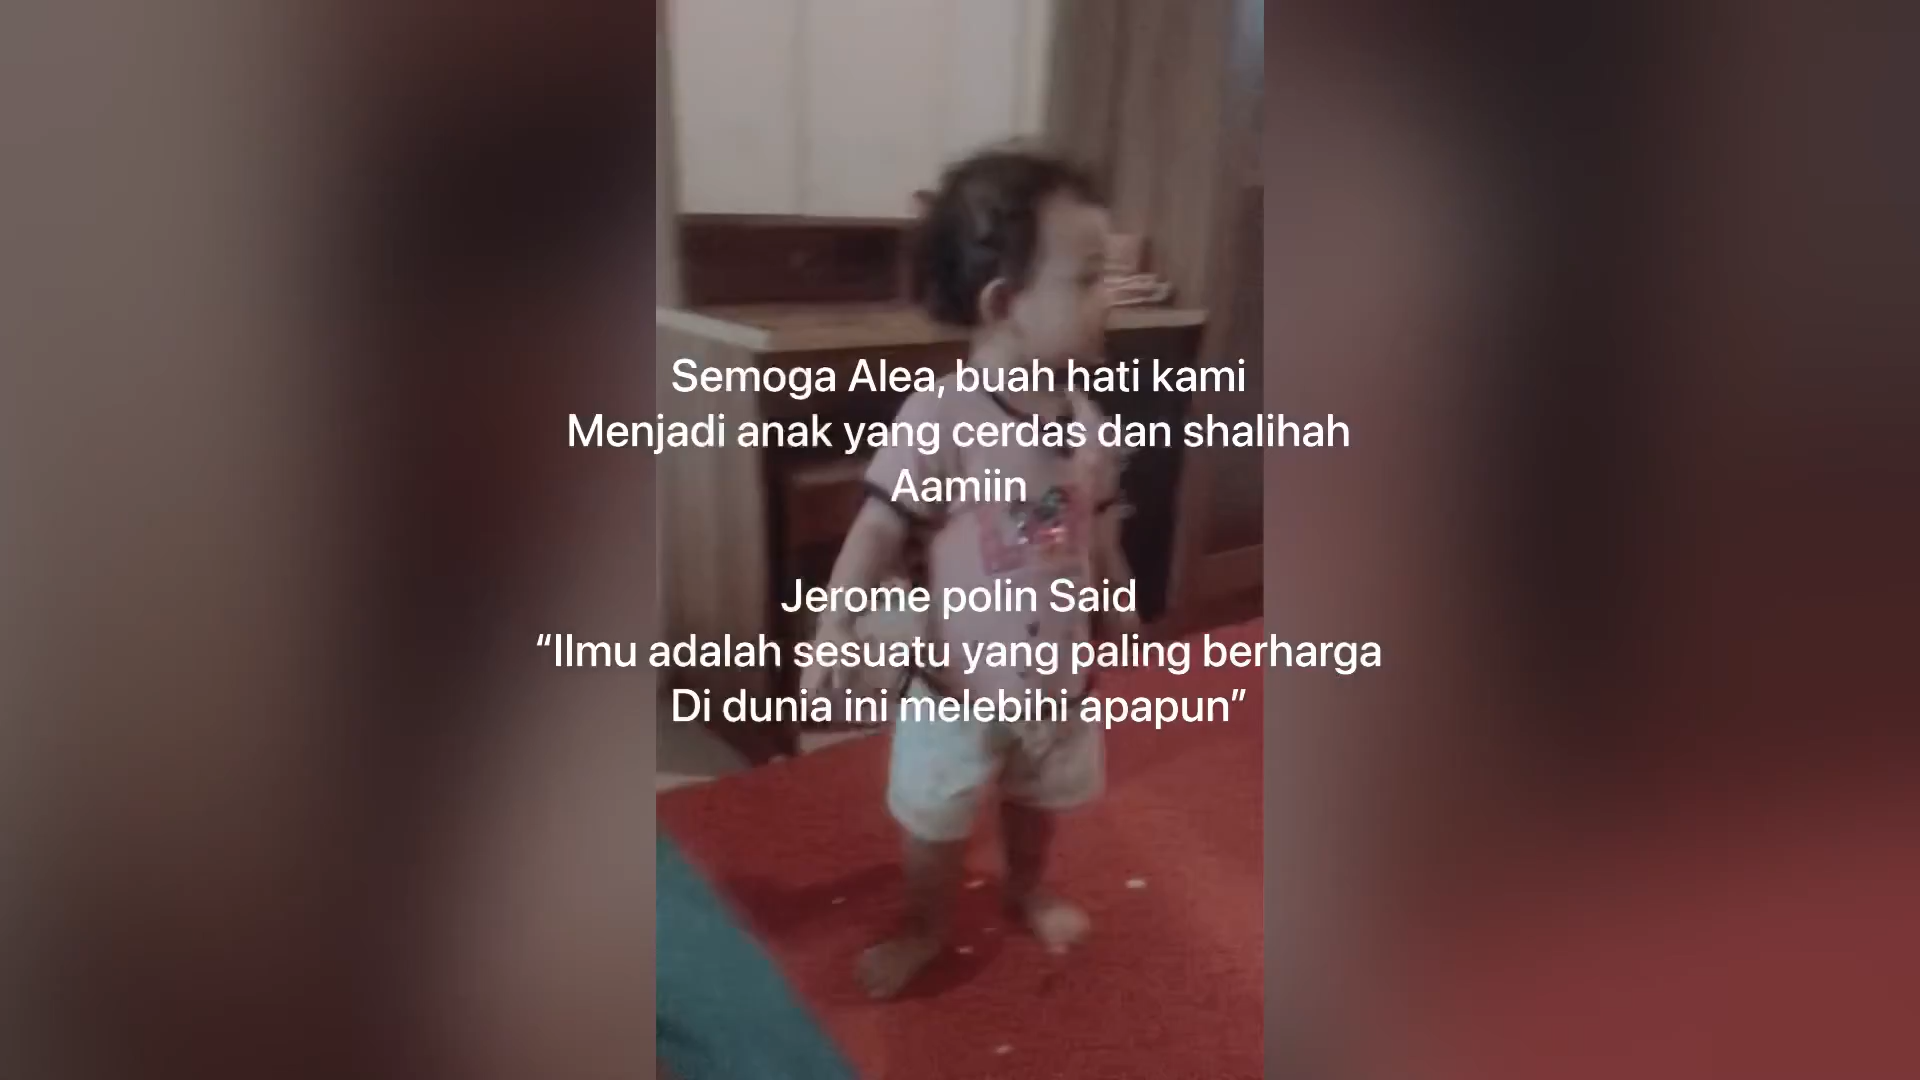 Semoga Alea, buah hati kami
Menjadi anak yang cerdas dan shalihah
Aamiin
Jerome polin Said
“Ilmu adalah sesuatu yang paling berharga
Di dunia ini melebihi apapun”